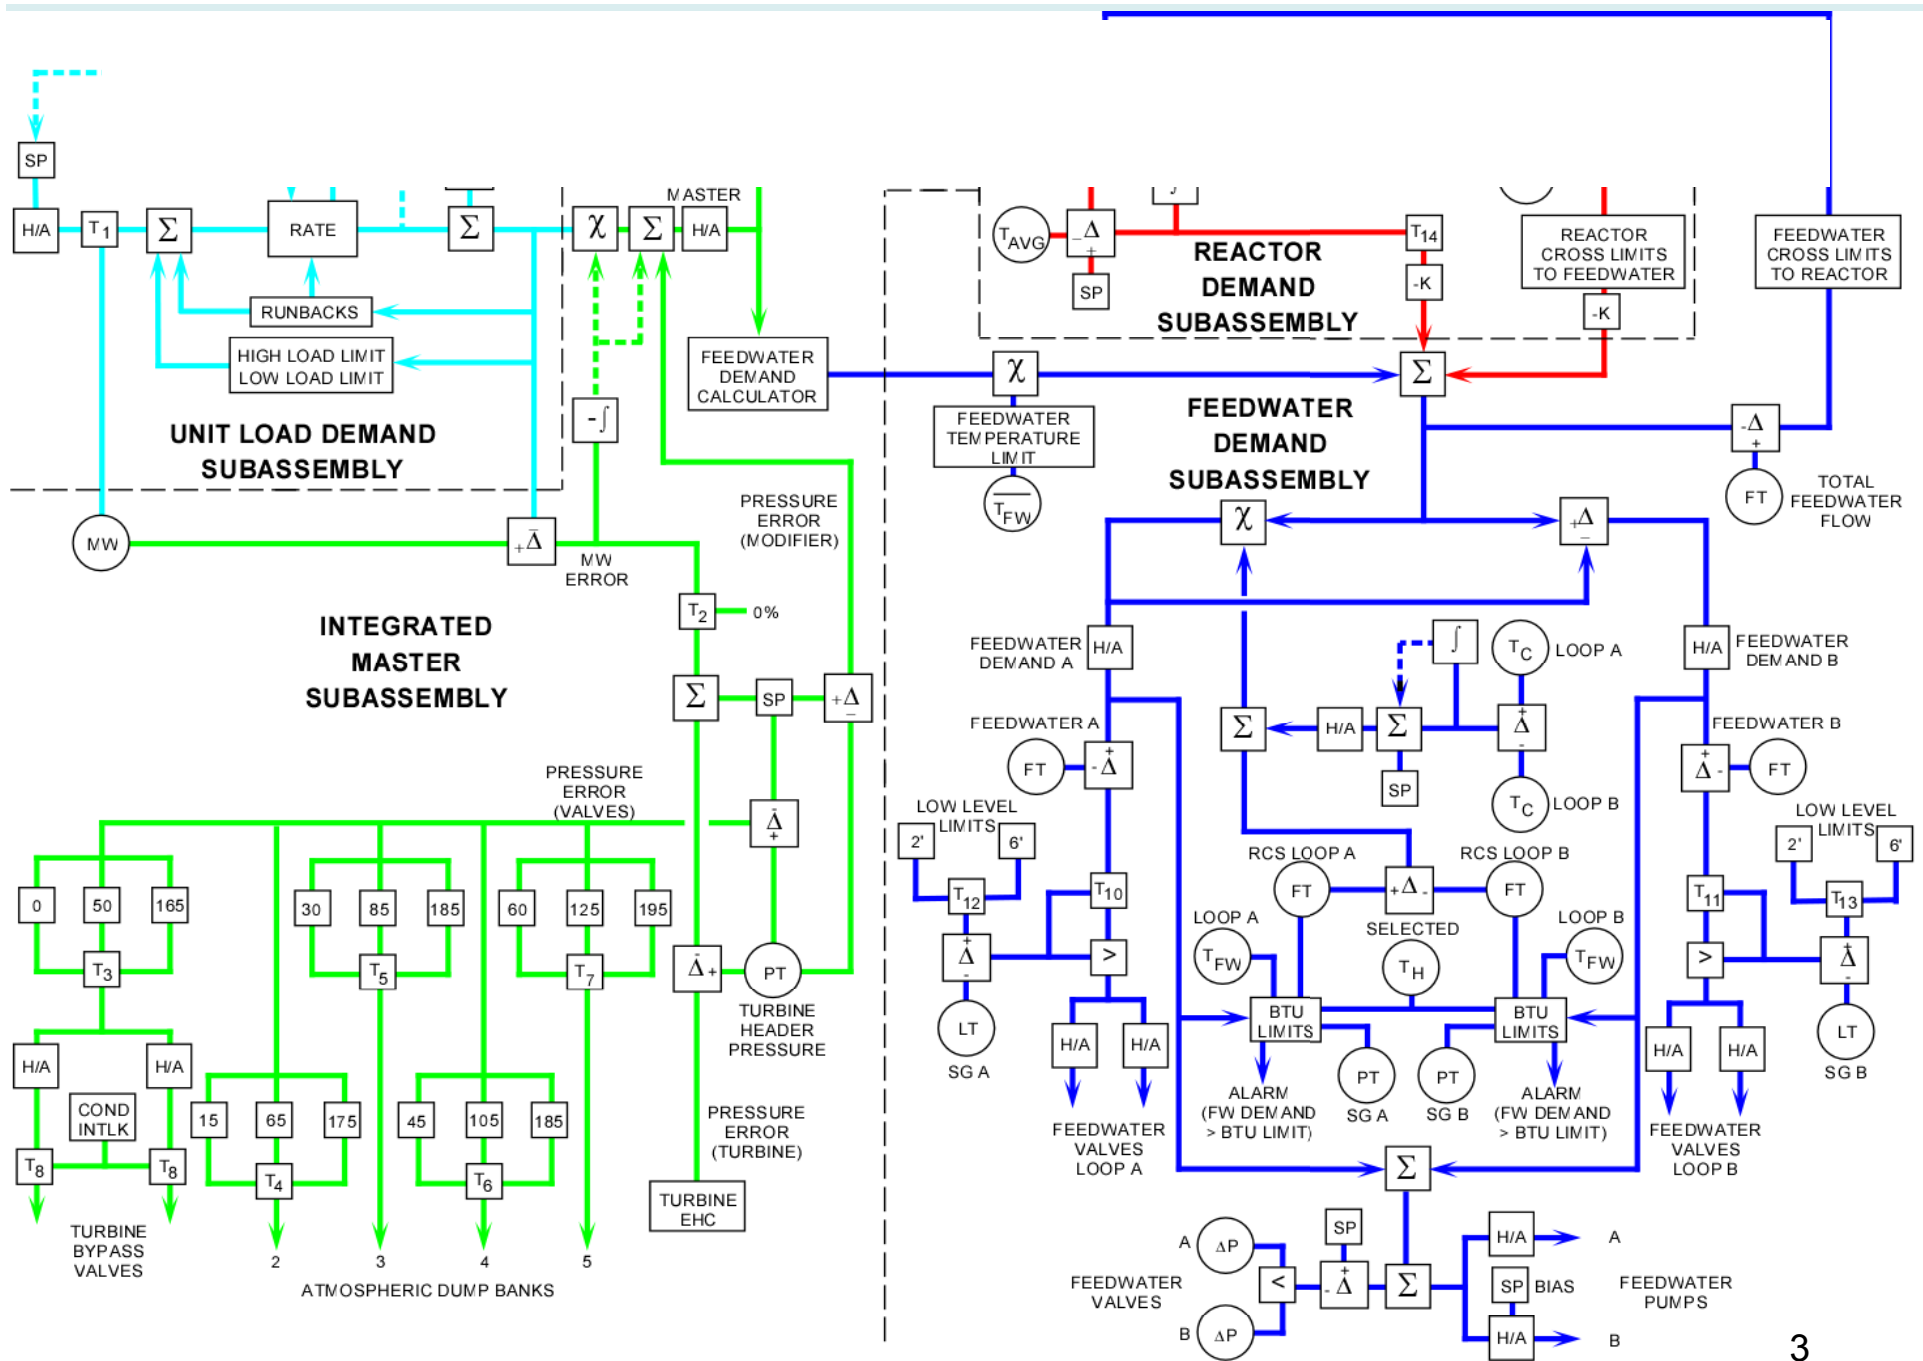 SP
H/A
T1
Σ
RATE
Σ
χ
Σ
MASTER
H/A
RUNBACKS
HIGH LOAD LIMIT
LOW LOAD LIMIT
UNIT LOAD DEMAND
SUBASSEMBLY
FEEDWATER
DEMAND
CALCULATOR
-∫
MW
+Δ-
MW
ERROR
PRESSURE
ERROR
(MODIFIER)
T2
0%
INTEGRATED
MASTER
SUBASSEMBLY
Σ
SP
+Δ-
PRESSURE
ERROR
(VALVES)
-Δ+
0
50
165
T3
30
85
185
T5
60
125
195
T7
-Δ+
PT
TURBINE
HEADER
PRESSURE
H/A
H/A
COND
INTLK
T8
T8
TURBINE
BYPASS
VALVES
15
65
175
T4
45
105
185
T6
PRESSURE
ERROR
(TURBINE)
TURBINE
EHC
2
3
4
5
ATMOSPHERIC DUMP BANKS
TAVG
-Δ+
SP
∫
T14
-K
REACTOR
DEMAND
SUBASSEMBLY
REACTOR
CROSS LIMITS
TO FEEDWATER
-K
FEEDWATER
CROSS LIMITS
TO REACTOR
χ
Σ
FEEDWATER
TEMPERATURE
LIMIT
TFW
FEEDWATER
DEMAND
SUBASSEMBLY
-Δ+
FT
TOTAL
FEEDWATER
FLOW
χ
+Δ-
FEEDWATER
DEMAND A
H/A
∫
TC
LOOP A
H/A
FEEDWATER
DEMAND B
FEEDWATER A
FT
-Δ+
Σ
H/A
Σ
+Δ-
SP
TC
LOOP B
FEEDWATER B
+Δ-
FT
LOW LEVEL
LIMITS
2'
6'
T12
T10
+Δ-
>
LT
SG A
H/A
H/A
FEEDWATER
VALVES
LOOP A
RCS LOOP A
RCS LOOP B
FT
+Δ-
FT
LOOP A
TFW
SELECTED
TH
LOOP B
TFW
BTU
LIMITS
BTU
LIMITS
PT
PT
SG A
SG B
ALARM
(FW DEMAND
> BTU LIMIT)
ALARM
(FW DEMAND
> BTU LIMIT)
LOW LEVEL
LIMITS
2'
6'
T11
T13
>
+Δ-
LT
SG B
H/A
H/A
FEEDWATER
VALVES
LOOP B
Σ
A
ΔP
SP
H/A
A
FEEDWATER
VALVES
<
-Δ+
Σ
SP
BIAS
FEEDWATER
PUMPS
B
ΔP
H/A
B
3